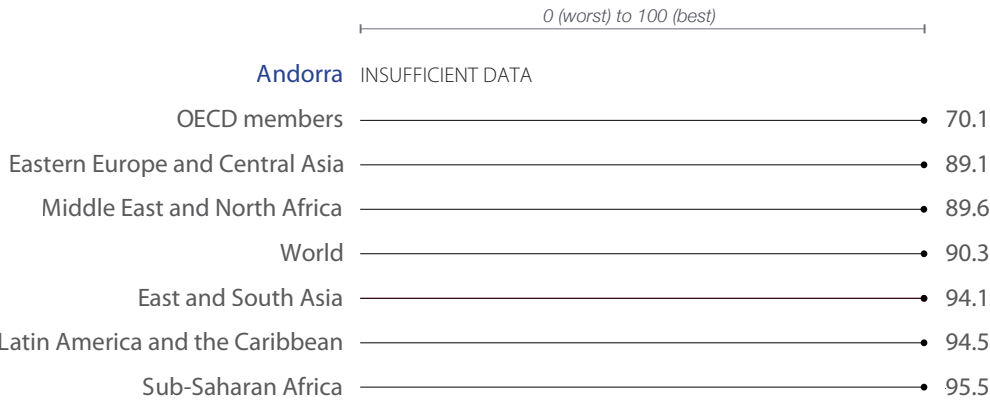 0 (worst) to 100 (best)
Andorra INSUFFICIENT DATA
OECD members 70.1
Eastern Europe and Central Asia 89.1
Middle East and North Africa 89.6
World 90.3
East and South Asia 94.1
Latin America and the Caribbean 94.5
Sub-Saharan Africa 95.5